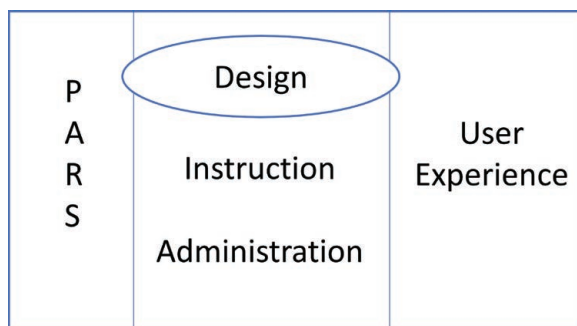 P
A
R
S
Design
Instruction
Administration
User
Experience